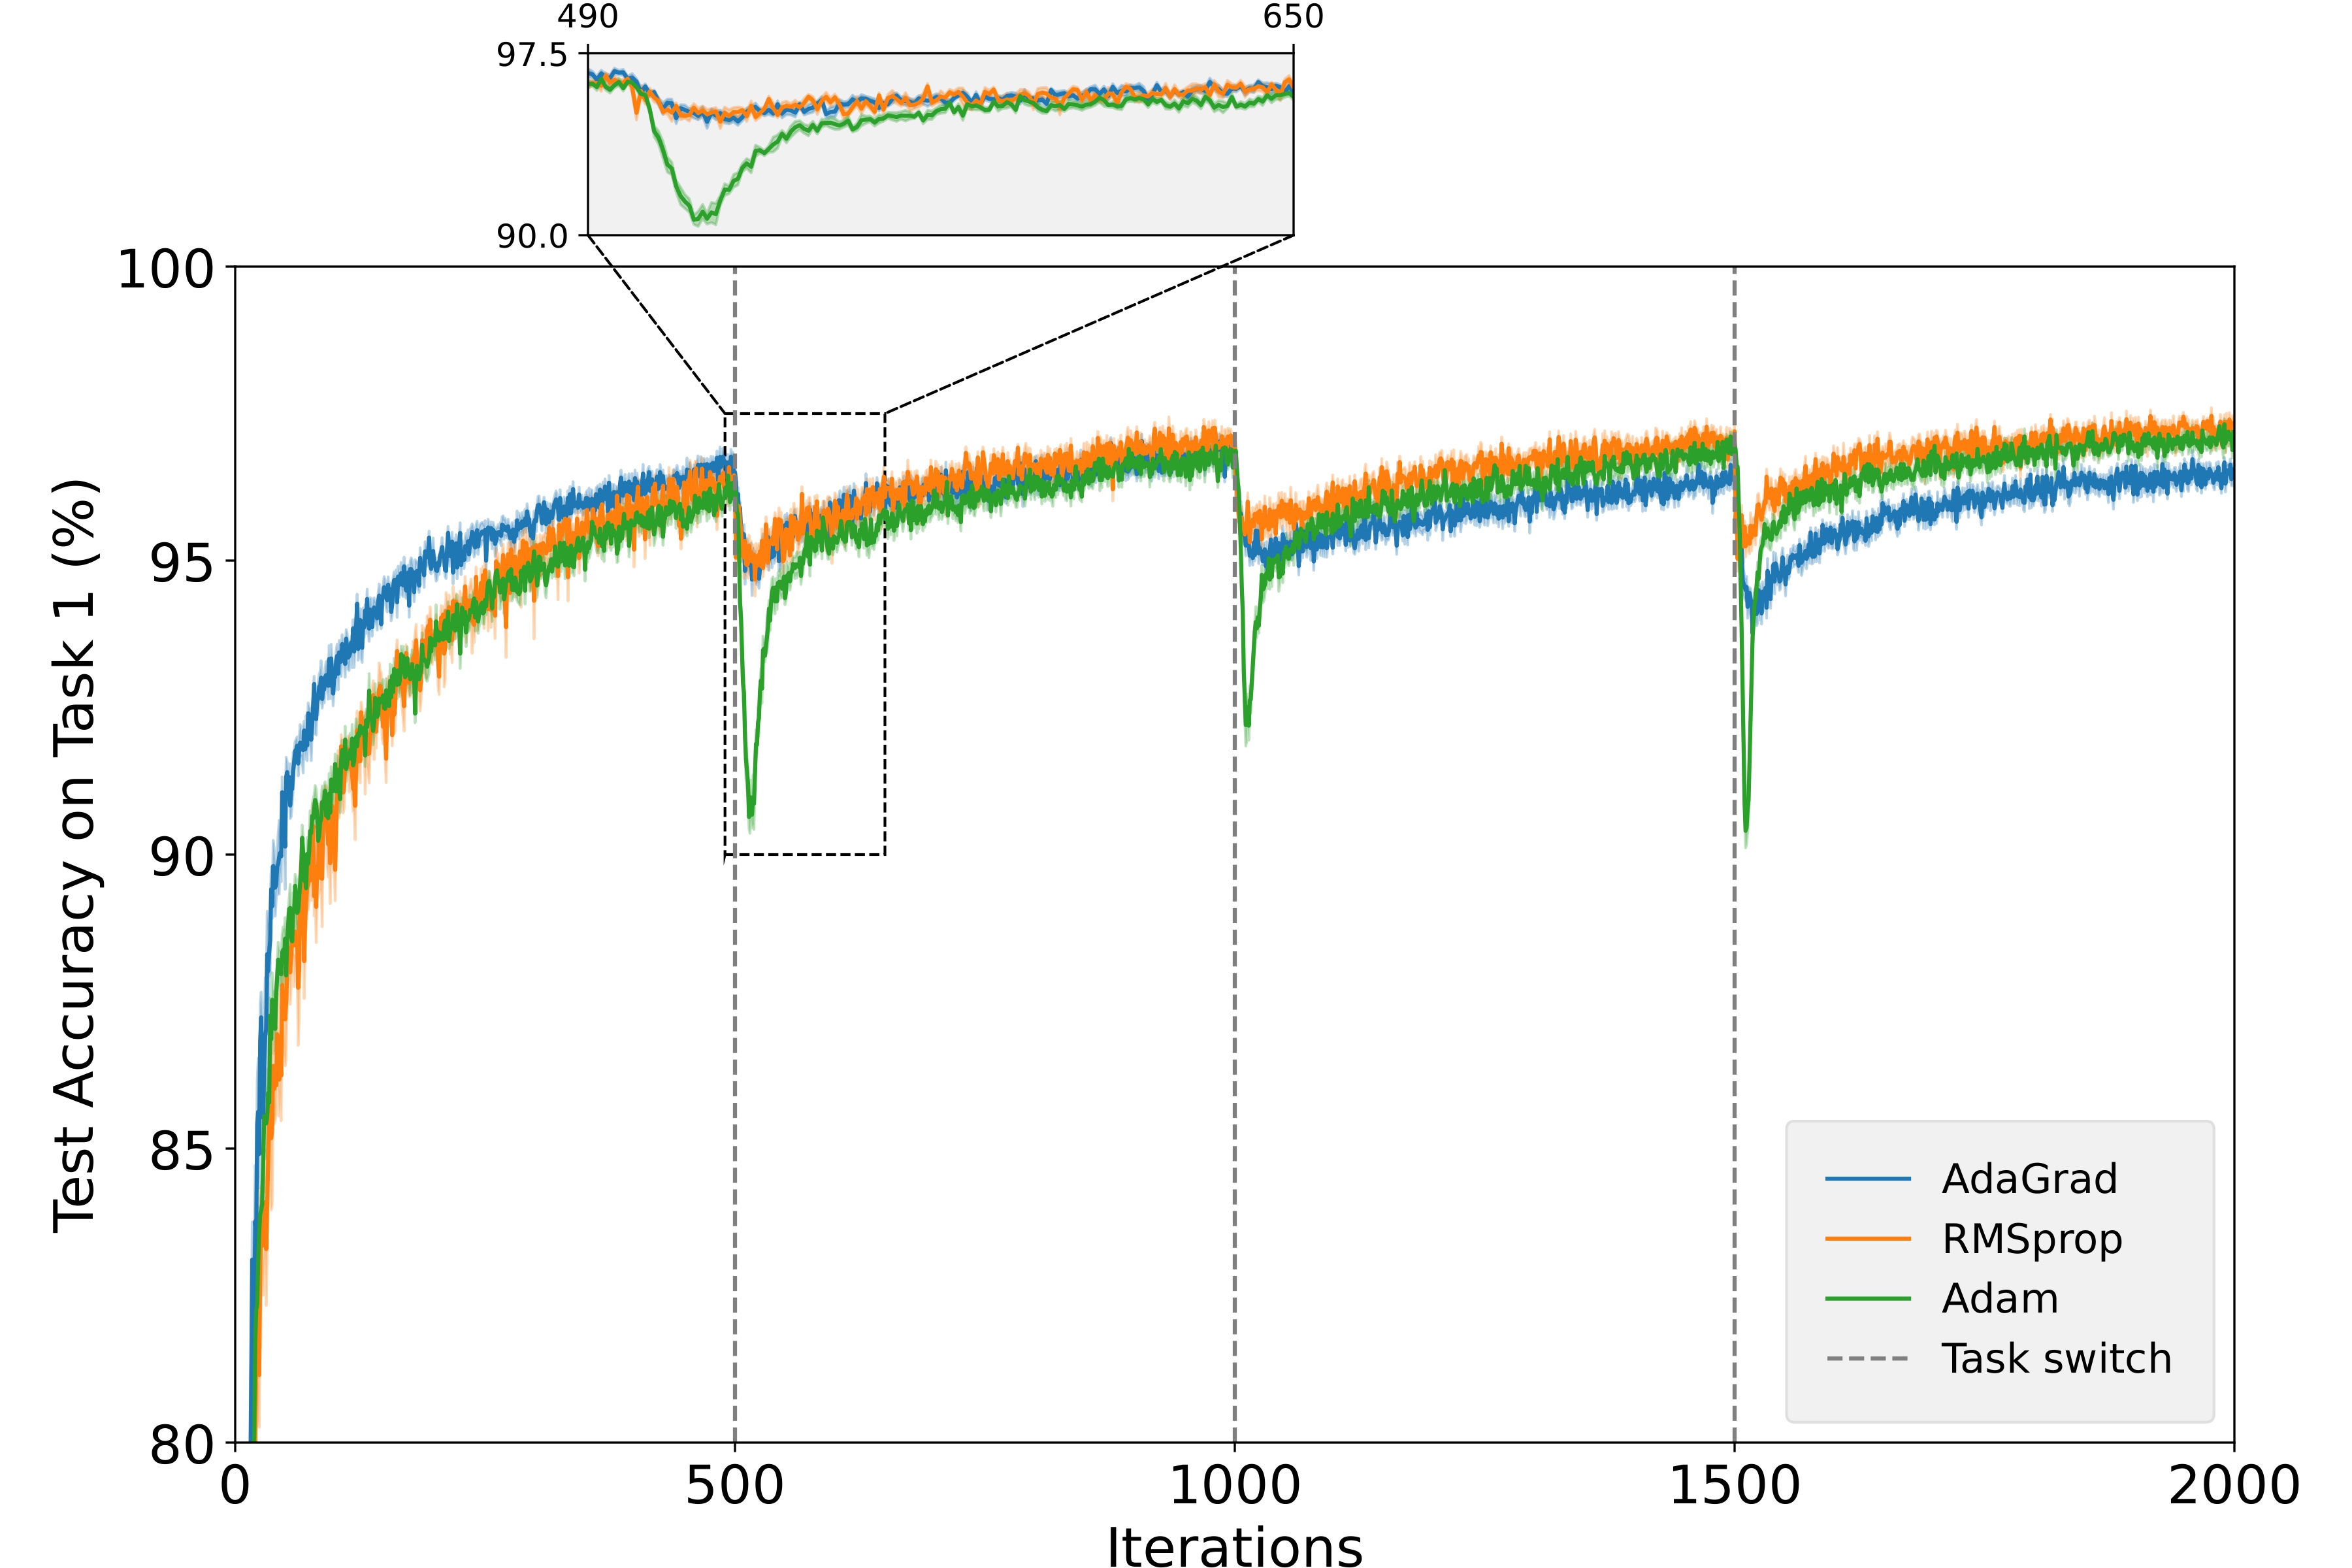 490
650
97.5
90.0
100
95
90
85
80
Test Accuracy on Task 1 (%)
AdaGrad
RMSprop
Adam
Task switch
0
500
1000
1500
2000
Iterations